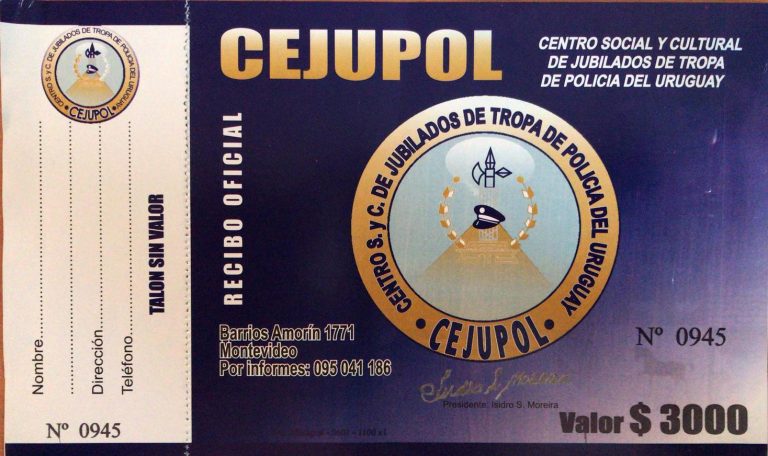 CENTRO S. y C. DE JUBILADOS DE TROPA DE POLICIA DEL URUGUAY
CEJUPOL
Nombre
Dirección
Teléfono
TALON SIN VALOR
Nº 0945
CEJUPOL
CENTRO SOCIAL Y CULTURAL
DE JUBILADOS DE TROPA
DE POLICIA DEL URUGUAY
RECIBO OFICIAL
CENTRO S. y C. DE JUBILADOS DE TROPA DE POLICIA DEL URUGUAY
CEJUPOL
Barrios Amorín 1771
Montevideo
Por informes: 095 041 186
Nº 0945
Isidro S. Moreira
Presidente: Isidro S. Moreira
Valor $ 3000